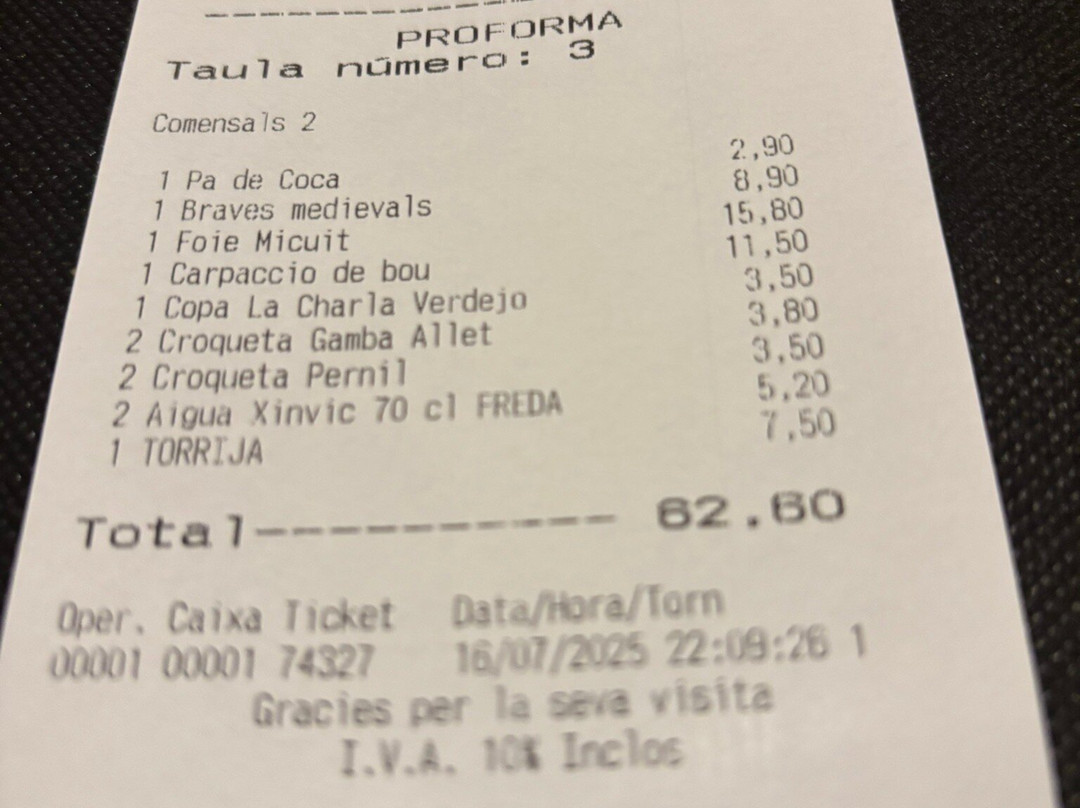 PROFORMA
Taula número: 3
Comensals 2
1 Pa de Coca 2,90
1 Braves medievals 8,90
1 Foie Micuit 15,80
1 Carpaccio de bou 11,50
1 Copa La Charla Verdejo 3,50
2 Croqueta Gamba Allet 3,80
2 Croqueta Pernil 3,50
2 Aigua Xinvic 70 cl FREDA 5,20
1 TORRIJA 7,50
Total---------- 62.60
Oper. Caixa Ticket Data/Hora/Torn
00001 00001 74327 16/07/2025 22:09:26 1
Gracies per la seva visita
I.V.A. 10% Inclos